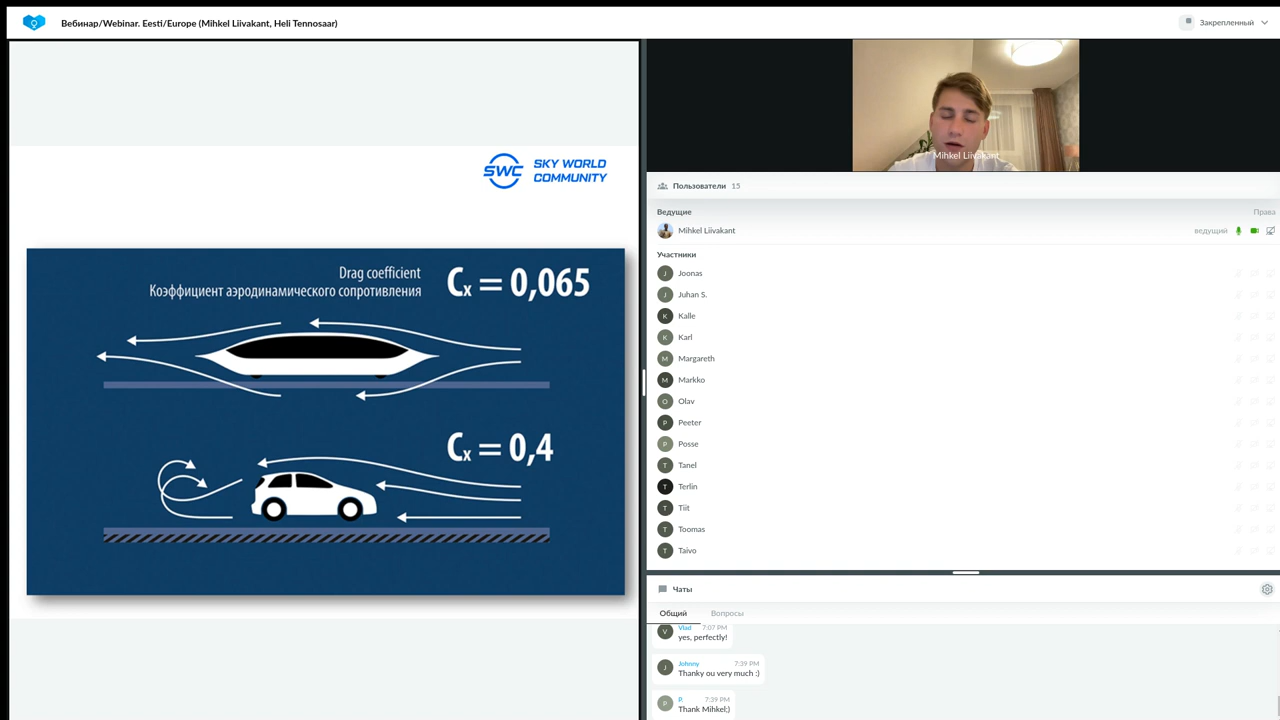 Вебинар/Webinar. Eesti/Europe (Mihkel Liivakant, Heli Tennosaar)
Закрепленный
SWC SKY WORLD
COMMUNITY
Drag coefficient
Коэффициент аэродинамического сопротивления
Cx = 0,065
Cx = 0,4
Mihkel Liivakant
Пользователи 15
Ведущие Права
Mihkel Liivakant ведущий
Участники
J Joonas
J Juhan S.
K Kalle
K Karl
M Margareth
M Markko
O Olav
P Peeter
P Posse
T Tanel
T Terlin
T Tiit
T Toomas
T Taivo
Чаты
Общий Вопросы
V Vlad 7:07 PM
yes, perfectly!
J Johnny 7:39 PM
Thanky ou very much :)
P P. 7:39 PM
Thank Mihkel;)